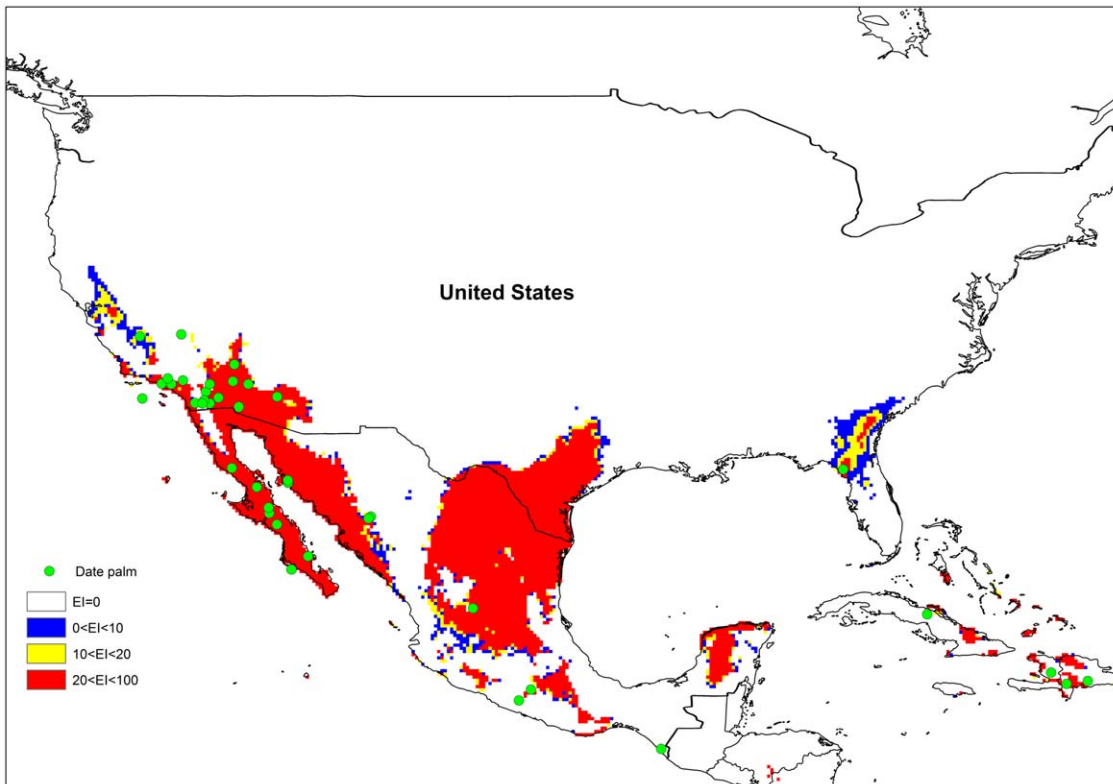 United States
Date palm
EI=0
0<EI<10
10<EI<20
20<EI<100